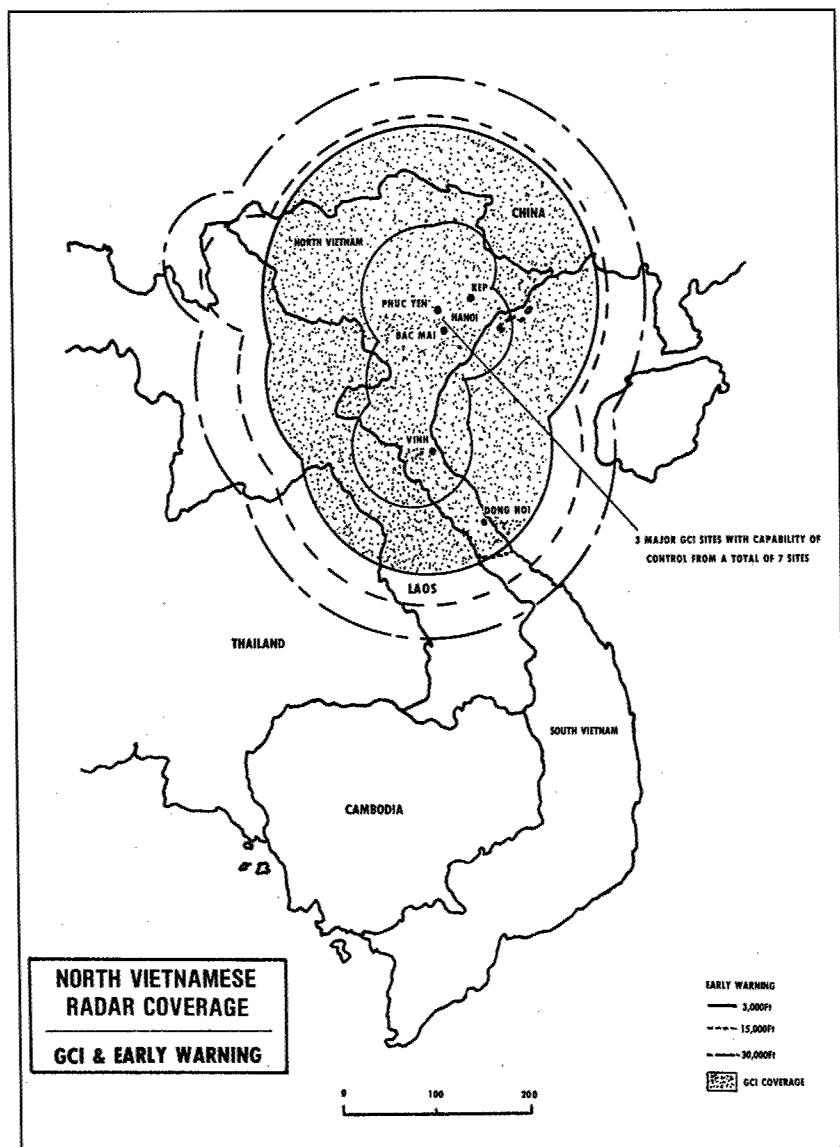 CHINA
NORTH VIETNAM
KEP
PHUC YEN
HANOI
BAC MAI
VINH
DONG HOI
3 MAJOR GCI SITES WITH CAPABILITY OF
CONTROL FROM A TOTAL OF 7 SITES
LAOS
THAILAND
SOUTH VIETNAM
CAMBODIA
NORTH VIETNAMESE
RADAR COVERAGE
GCI & EARLY WARNING
EARLY WARNING
3,000Ft
15,000Ft
30,000Ft
GCI COVERAGE
0 100 200